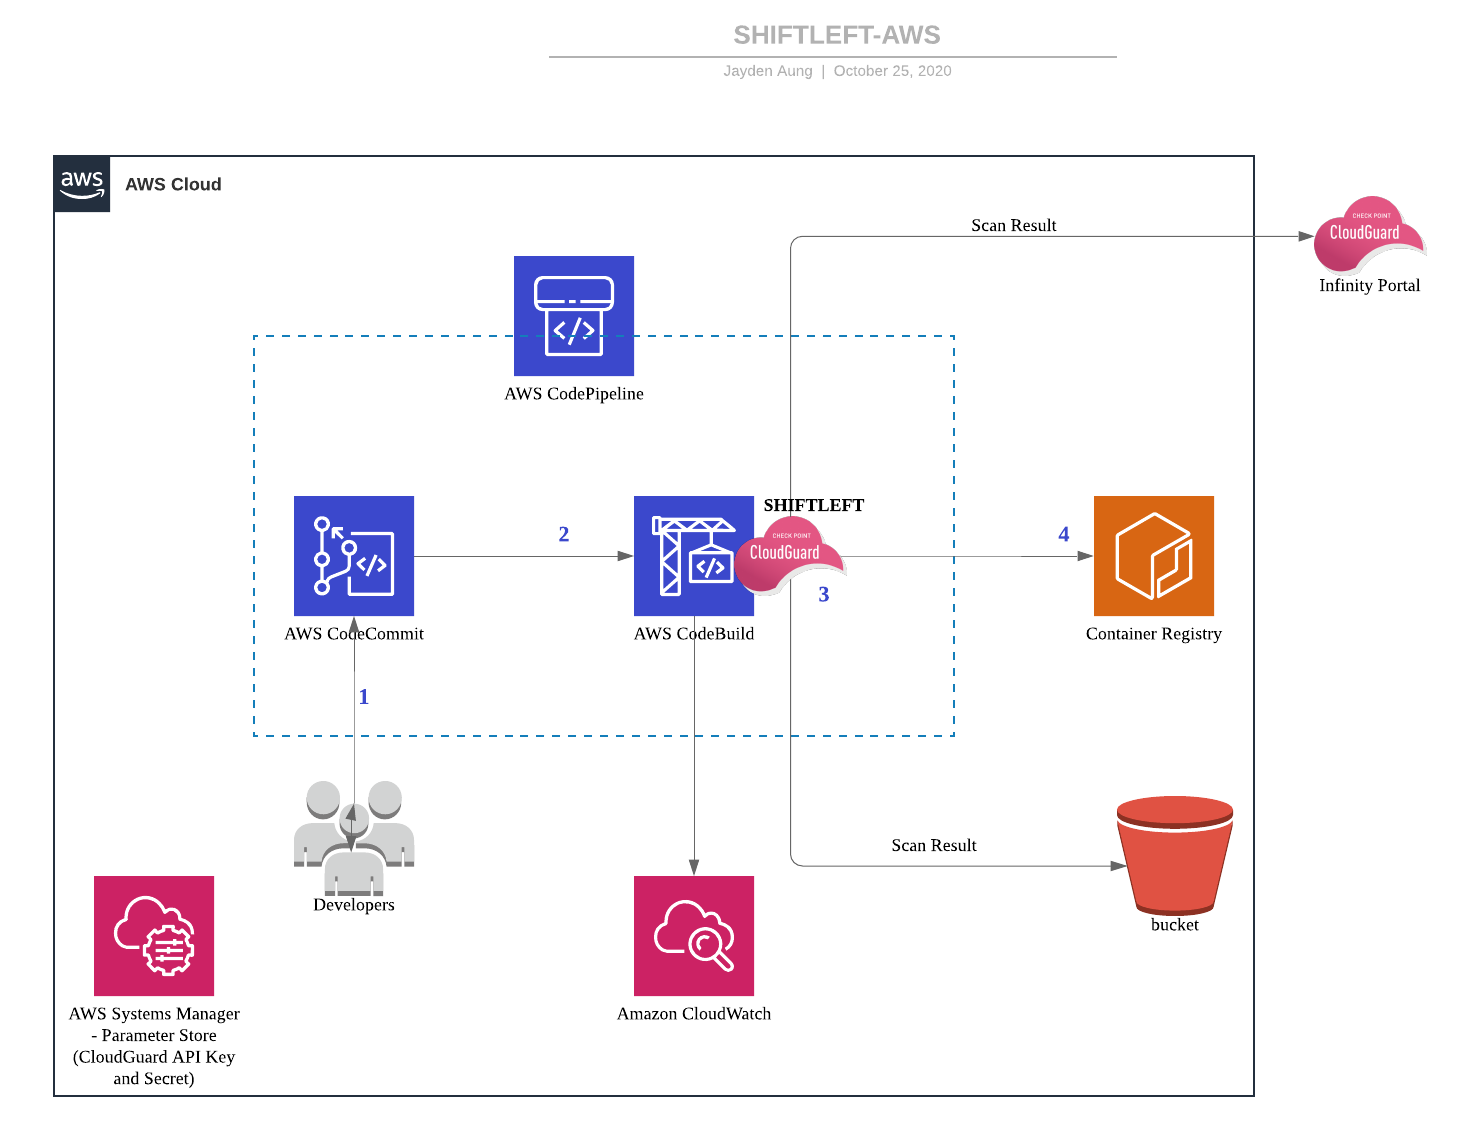 SHIFTLEFT-AWS
Jayden Aung | October 25, 2020
aws
AWS Cloud
Scan Result
CHECK POINT
CloudGuard
Infinity Portal
</>
AWS CodePipeline
SHIFTLEFT
2
4
</>
</>
CHECK POINT
CloudGuard
3
AWS CodeCommit
AWS CodeBuild
Container Registry
1
Scan Result
Developers
bucket
AWS Systems Manager
- Parameter Store
(CloudGuard API Key
and Secret)
Amazon CloudWatch